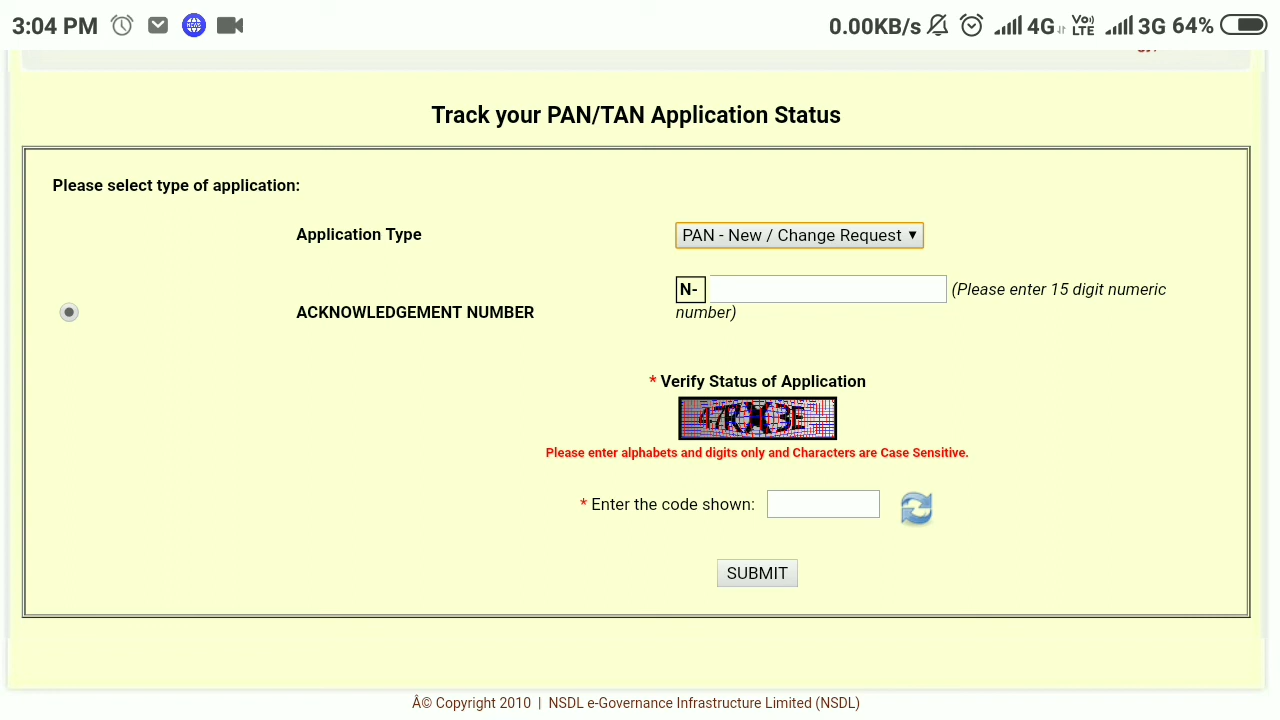 3:04 PM NEWS 0.00KB/s 4G VoLTE 3G 64%
Track your PAN/TAN Application Status
Please select type of application:
Application Type PAN - New / Change Request ▼
N- (Please enter 15 digit numeric
ACKNOWLEDGEMENT NUMBER number)
* Verify Status of Application
Please enter alphabets and digits only and Characters are Case Sensitive.
* Enter the code shown:
SUBMIT
Â© Copyright 2010 | NSDL e-Governance Infrastructure Limited (NSDL)